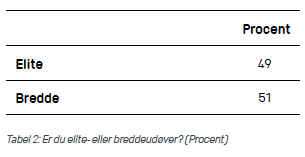 Procent
Elite 49
Bredde 51
Tabel 2: Er du elite- eller breddeudøver? (Procent)